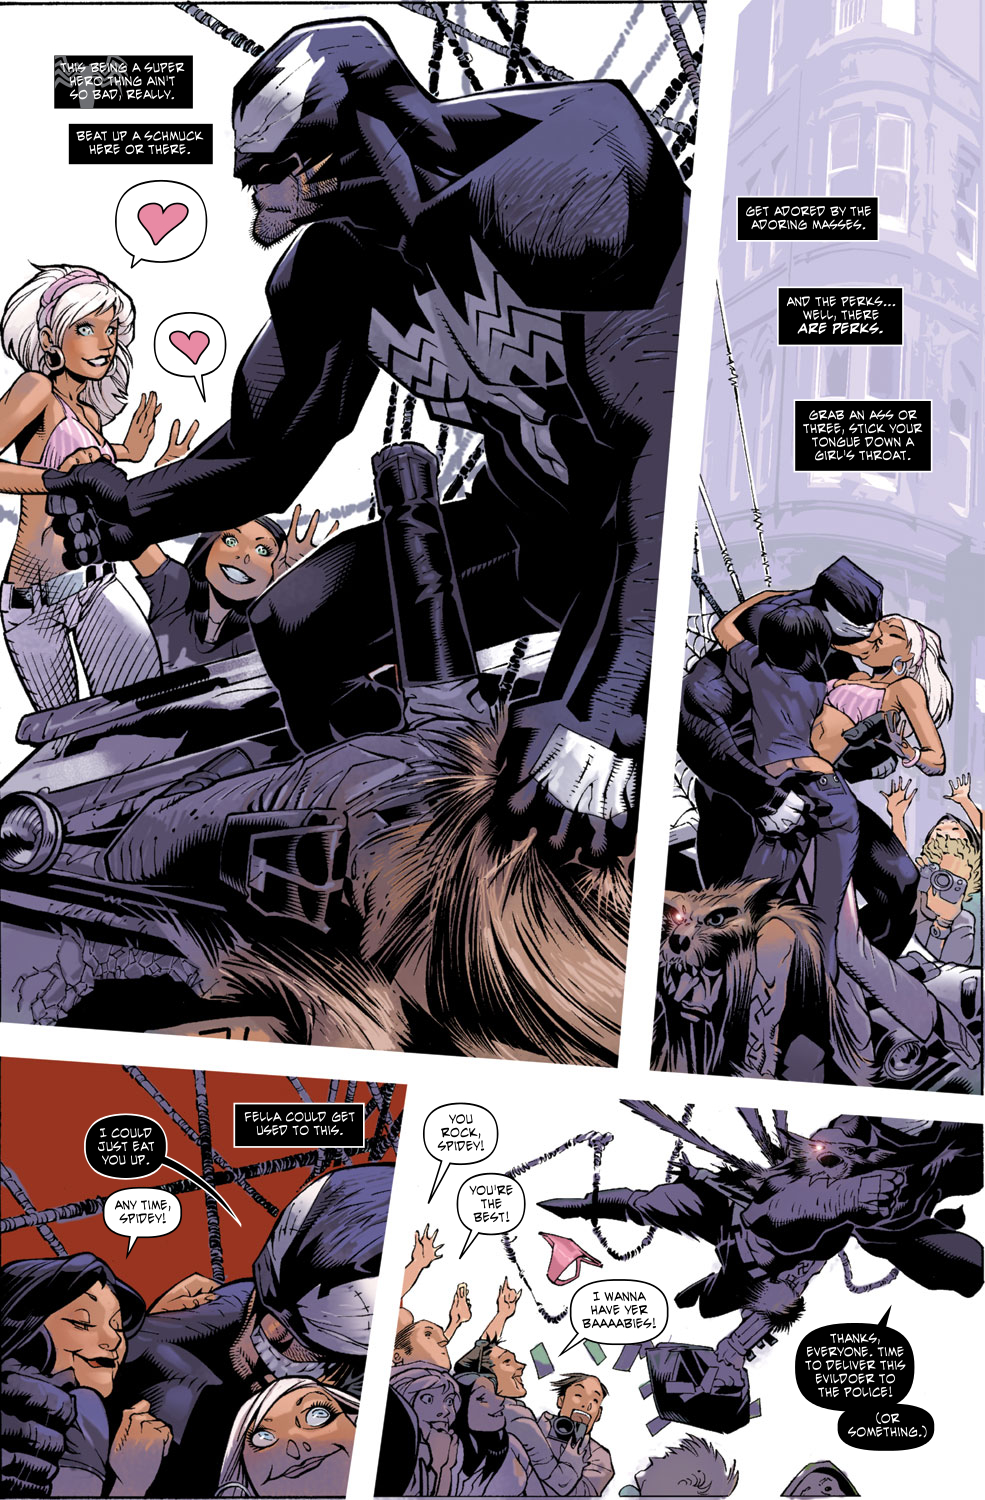 THIS BEING A SUPER
HERO THING AIN'T
SO BAD, REALLY.
BEAT UP A SCHMUCK
HERE OR THERE.
GET ADORED BY THE
ADORING MASSES.
AND THE PERKS...
WELL, THERE
ARE PERKS.
GRAB AN ASS OR
THREE, STICK YOUR
TONGUE DOWN A
GIRL'S THROAT.
FELLA COULD GET
USED TO THIS.
I COULD
JUST EAT
YOU UP.
ANY TIME,
SPIDEY!
YOU
ROCK,
SPIDEY!
YOU'RE
THE
BEST!
I WANNA
HAVE YER
BAAAABIES!
THANKS,
EVERYONE. TIME
TO DELIVER THIS
EVILDOER TO
THE POLICE!
(OR
SOMETHING.)